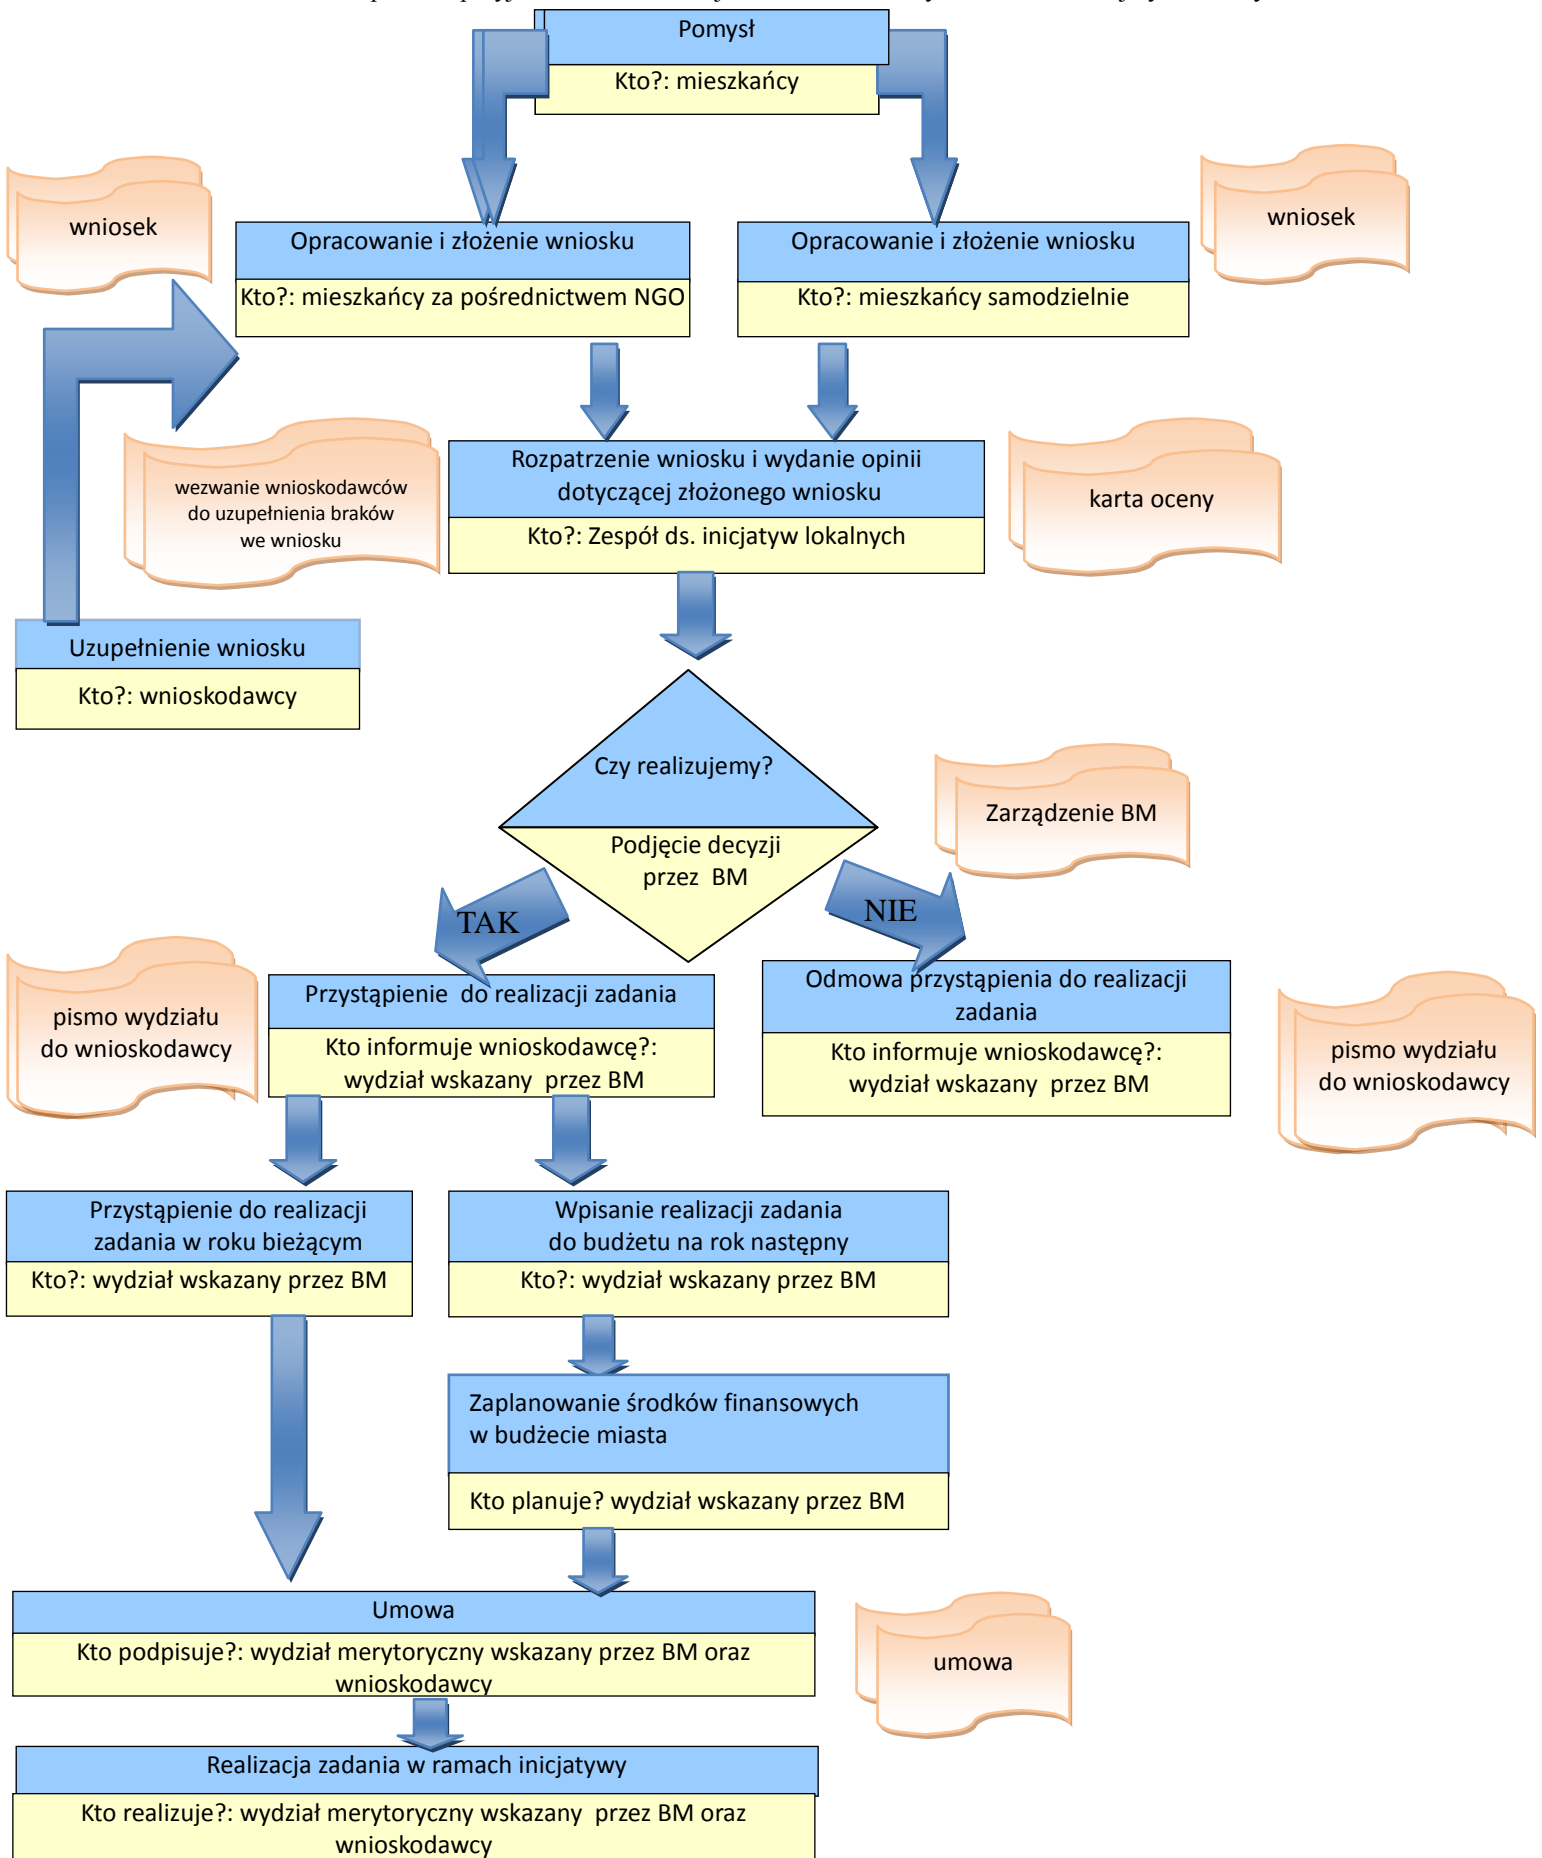 Pomysł
Kto?: mieszkańcy
wniosek
wniosek
Opracowanie i złożenie wniosku
Kto?: mieszkańcy za pośrednictwem NGO
Opracowanie i złożenie wniosku
Kto?: mieszkańcy samodzielnie
wezwanie wnioskodawców
do uzupełnienia braków
we wniosku
Rozpatrzenie wniosku i wydanie opinii
dotyczącej złożonego wniosku
Kto?: Zespół ds. inicjatyw lokalnych
karta oceny
Uzupełnienie wniosku
Kto?: wnioskodawcy
Czy realizujemy?
Podjęcie decyzji
przez BM
Zarządzenie BM
TAK
NIE
pismo wydziału
do wnioskodawcy
Przystąpienie do realizacji zadania
Kto informuje wnioskodawcę?:
wydział wskazany przez BM
Odmowa przystąpienia do realizacji
zadania
Kto informuje wnioskodawcę?:
wydział wskazany przez BM
pismo wydziału
do wnioskodawcy
Przystąpienie do realizacji
zadania w roku bieżącym
Kto?: wydział wskazany przez BM
Wpisanie realizacji zadania
do budżetu na rok następny
Kto?: wydział wskazany przez BM
Zaplanowanie środków finansowych
w budżecie miasta
Kto planuje? wydział wskazany przez BM
Umowa
Kto podpisuje?: wydział merytoryczny wskazany przez BM oraz
wnioskodawcy
umowa
Realizacja zadania w ramach inicjatywy
Kto realizuje?: wydział merytoryczny wskazany przez BM oraz
wnioskodawcy